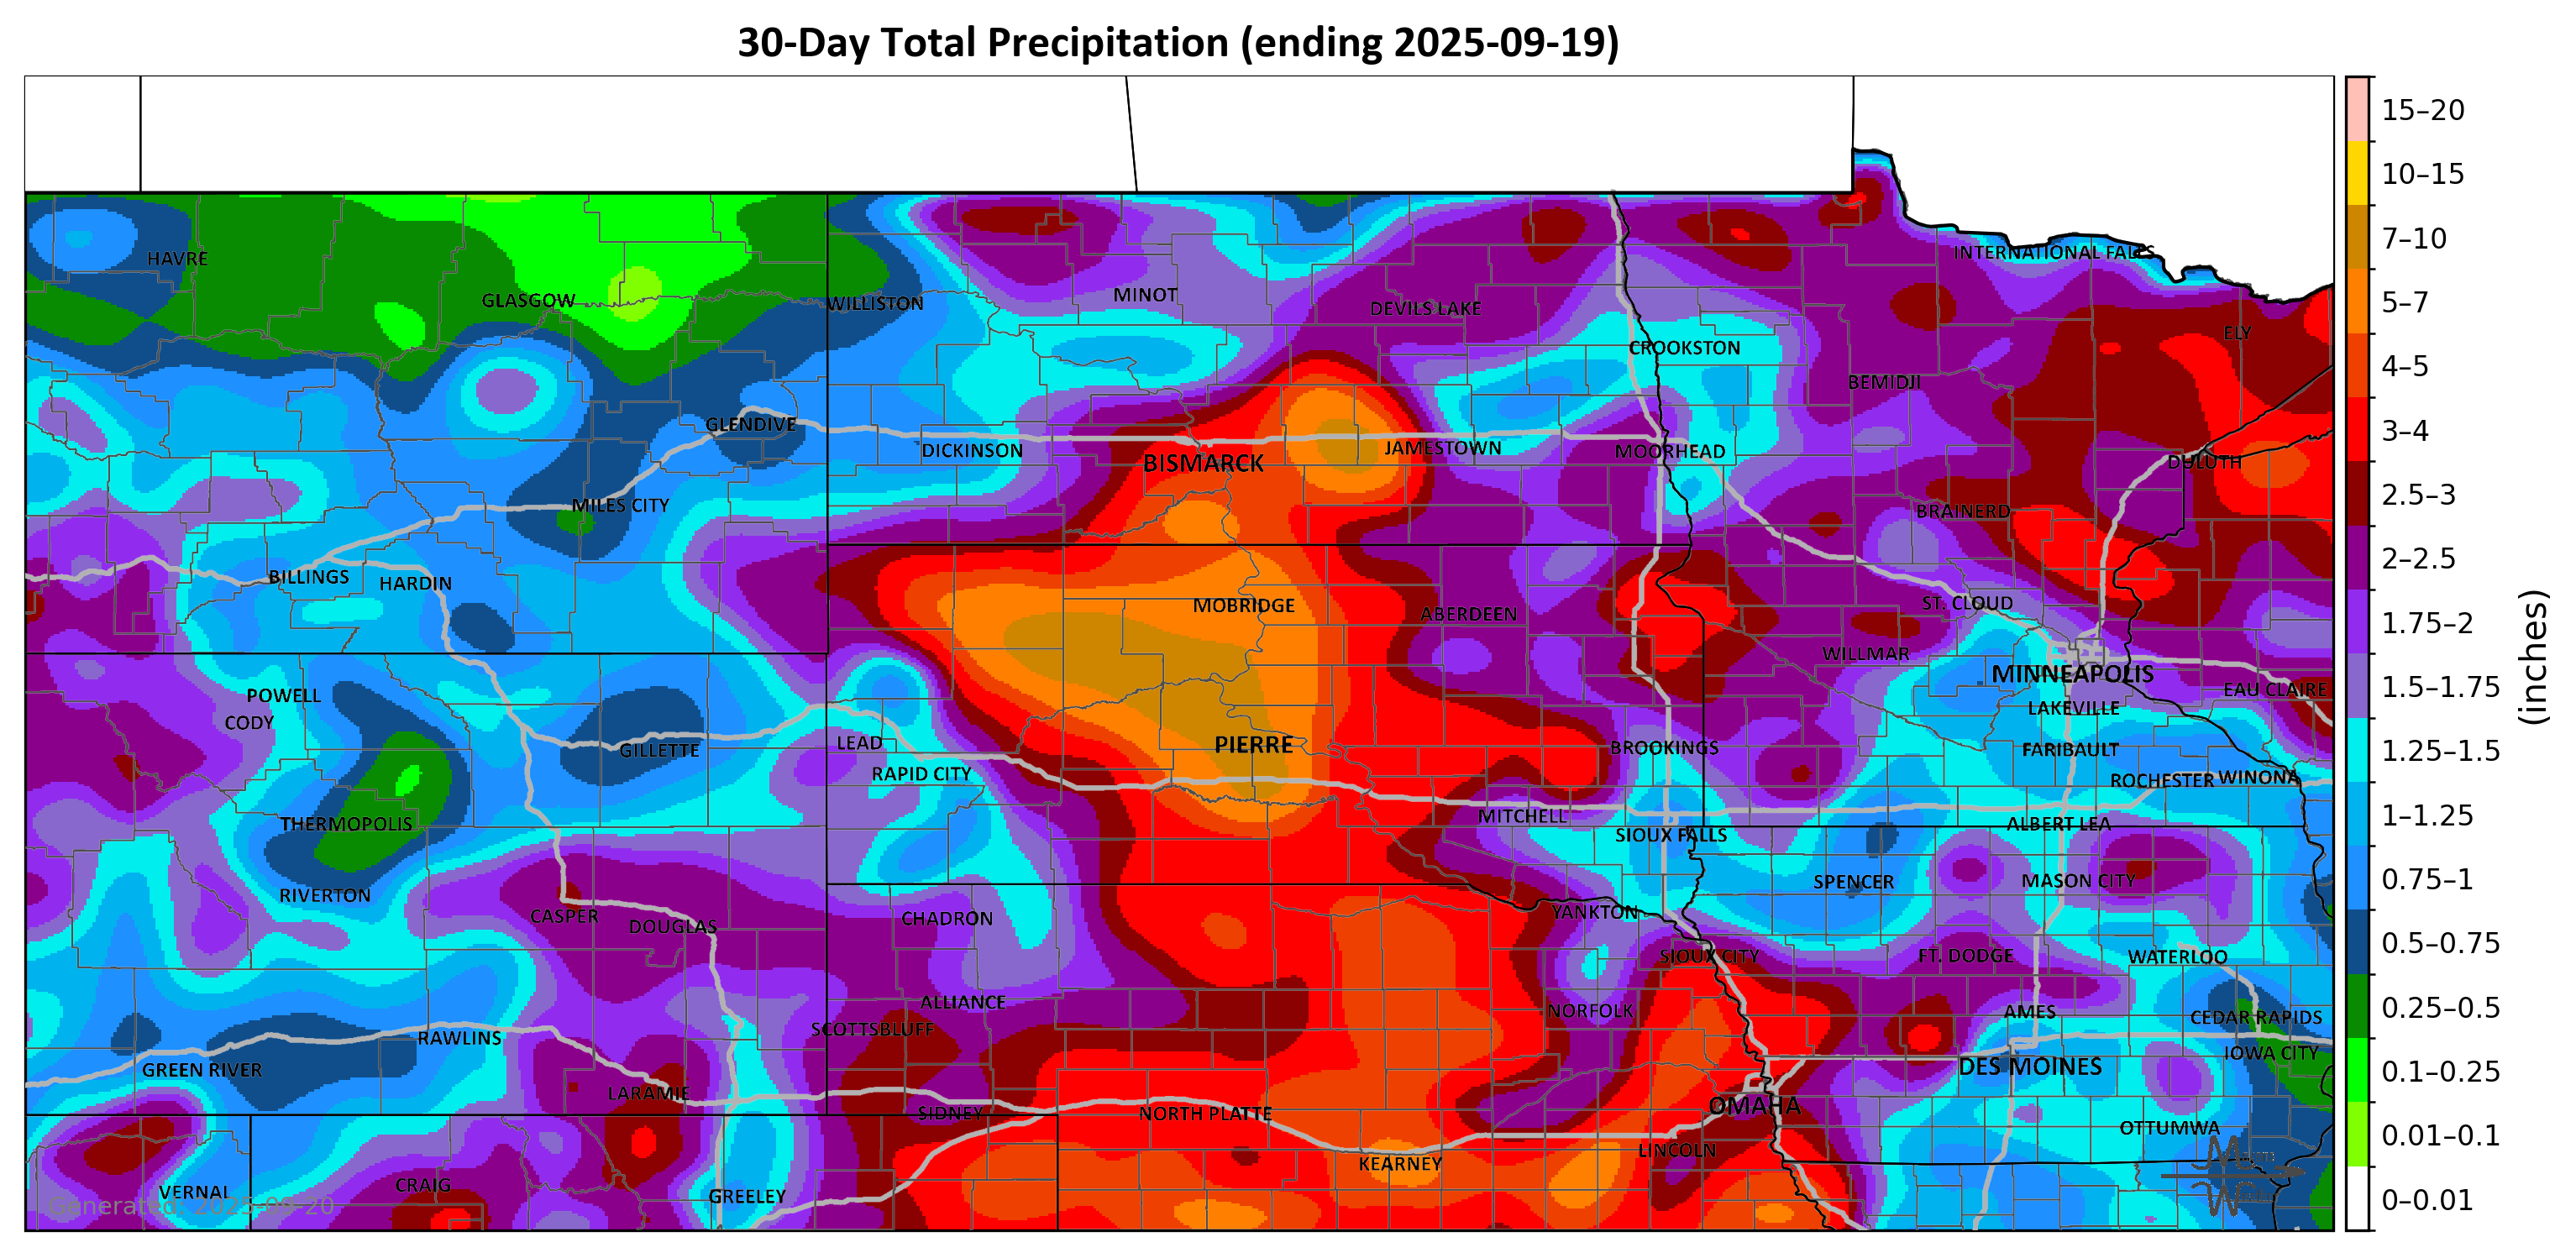 30-Day Total Precipitation (ending 2025-09-19)
15–20
10–15
7–10
5–7
4–5
3–4
2.5–3
2–2.5
1.75–2
1.5–1.75
1.25–1.5
1–1.25
0.75–1
0.5–0.75
0.25–0.5
0.1–0.25
0.01–0.1
0–0.01
(inches)
INTERNATIONAL FALLS
HAVRE
GLASGOW
WILLISTON
MINOT
DEVILS LAKE
ELY
CROOKSTON
BEMIDJI
GLENDIVE
DICKINSON
BISMARCK
JAMESTOWN
MOORHEAD
DULUTH
MILES CITY
BRAINERD
BILLINGS
HARDIN
MOBRIDGE
ABERDEEN
ST. CLOUD
WILLMAR
MINNEAPOLIS
POWELL
EAU CLAIRE
CODY
LAKEVILLE
GILLETTE
LEAD
PIERRE
BROOKINGS
FARIBAULT
RAPID CITY
ROCHESTER
WINONA
THERMOPOLIS
MITCHELL
ALBERT LEA
SIOUX FALLS
RIVERTON
SPENCER
MASON CITY
CASPER
DOUGLAS
CHADRON
YANKTON
SIOUX CITY
FT. DODGE
WATERLOO
ALLIANCE
NORFOLK
AMES
CEDAR RAPIDS
SCOTTSBLUFF
RAWLINS
IOWA CITY
GREEN RIVER
DES MOINES
LARAMIE
SIDNEY
NORTH PLATTE
OMAHA
OTTUMWA
LINCOLN
KEARNEY
VERNAL
CRAIG
GREELEY
Generated: 2025-09-20